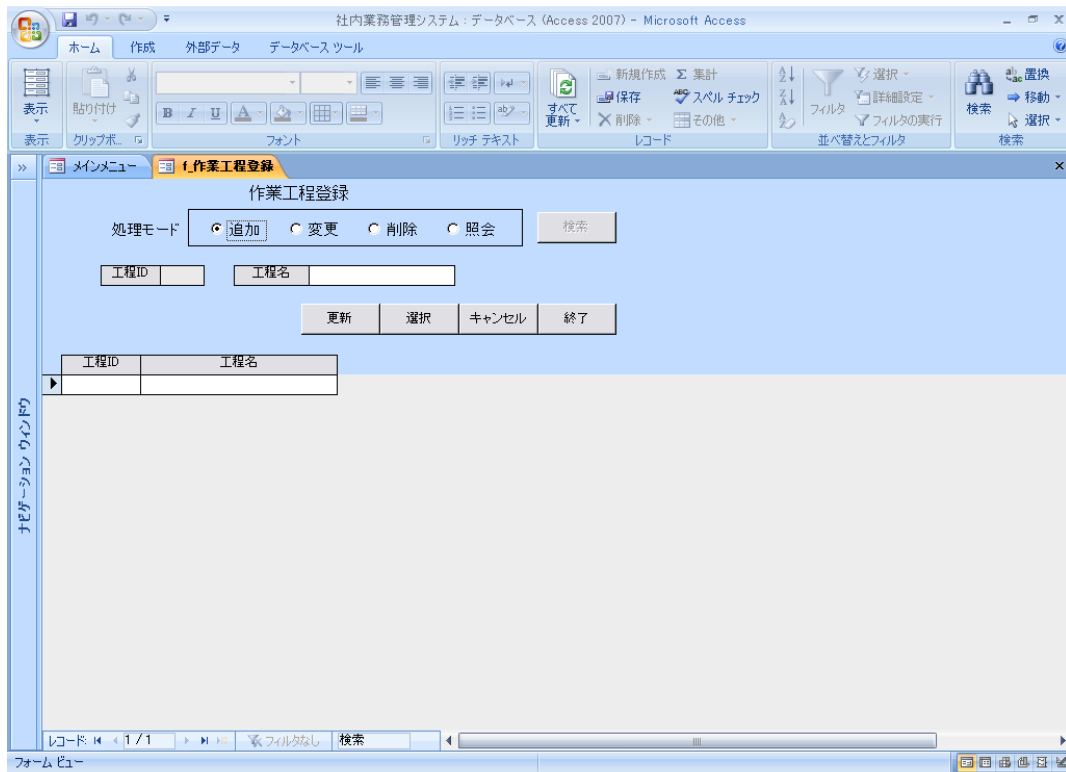 社内業務管理システム : データベース (Access 2007) - Microsoft Access
ホーム 作成 外部データ データベース ツール
表示 貼り付け すべて更新 新規作成 集計 保存 スペル チェック 削除 その他 フィルタ 選択 詳細設定 フィルタの実行 検索 置換 移動 選択
B I U A
表示 クリップボ... フォント リッチ テキスト レコード 並べ替えとフィルタ 検索
メインメニュー f_作業工程登録
作業工程登録
処理モード 追加 変更 削除 照会 検索
工程ID 工程名
更新 選択 キャンセル 終了
工程ID 工程名
ナビゲーション ウィンドウ
レコード: 1 / 1 フィルタなし 検索
フォーム ビュー